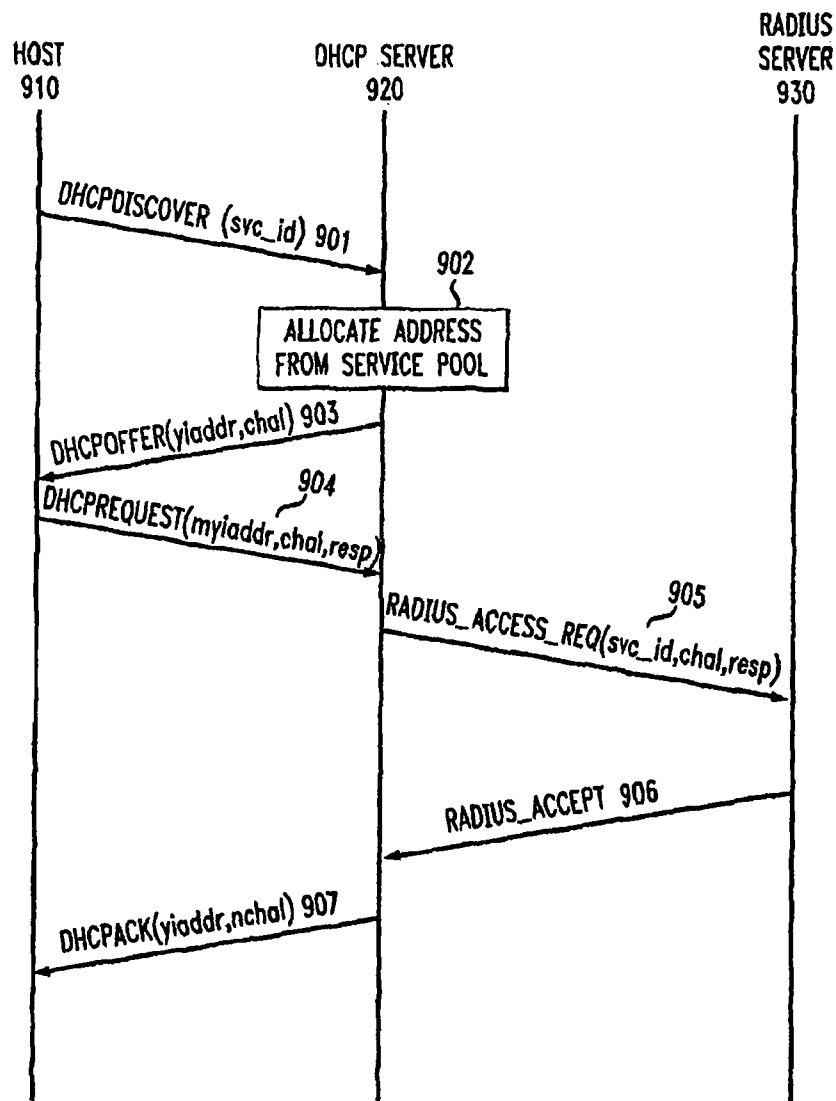 HOST
910
DHCP SERVER
920
RADIUS
SERVER
930
DHCPDISCOVER (svc_id) 901
902
ALLOCATE ADDRESS
FROM SERVICE POOL
DHCPOFFER(yiaddr,chal) 903
904
DHCPREQUEST(myiaddr,chal,resp)
905
RADIUS_ACCESS_REQ(svc_id,chal,resp)
RADIUS_ACCEPT 906
DHCPACK(yiaddr,nchal) 907